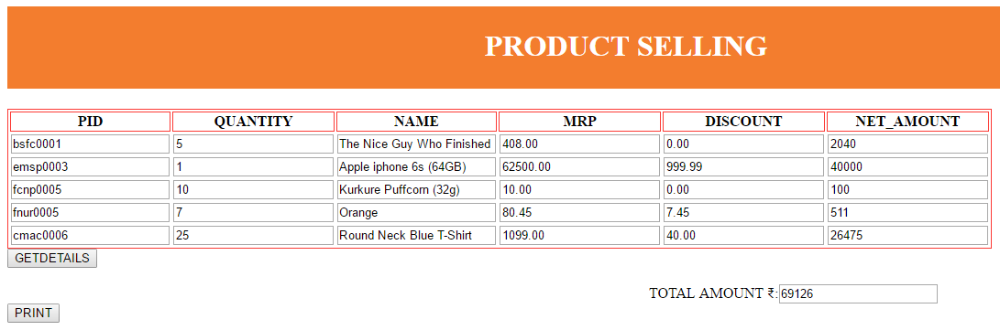 PRODUCT SELLING
PID QUANTITY NAME MRP DISCOUNT NET_AMOUNT
bsfc0001 5 The Nice Guy Who Finished 408.00 0.00 2040
emsp0003 1 Apple iphone 6s (64GB) 62500.00 999.99 40000
fcnp0005 10 Kurkure Puffcorn (32g) 10.00 0.00 100
fnur0005 7 Orange 80.45 7.45 511
cmac0006 25 Round Neck Blue T-Shirt 1099.00 40.00 26475
GETDETAILS
TOTAL AMOUNT ₹:69126
PRINT